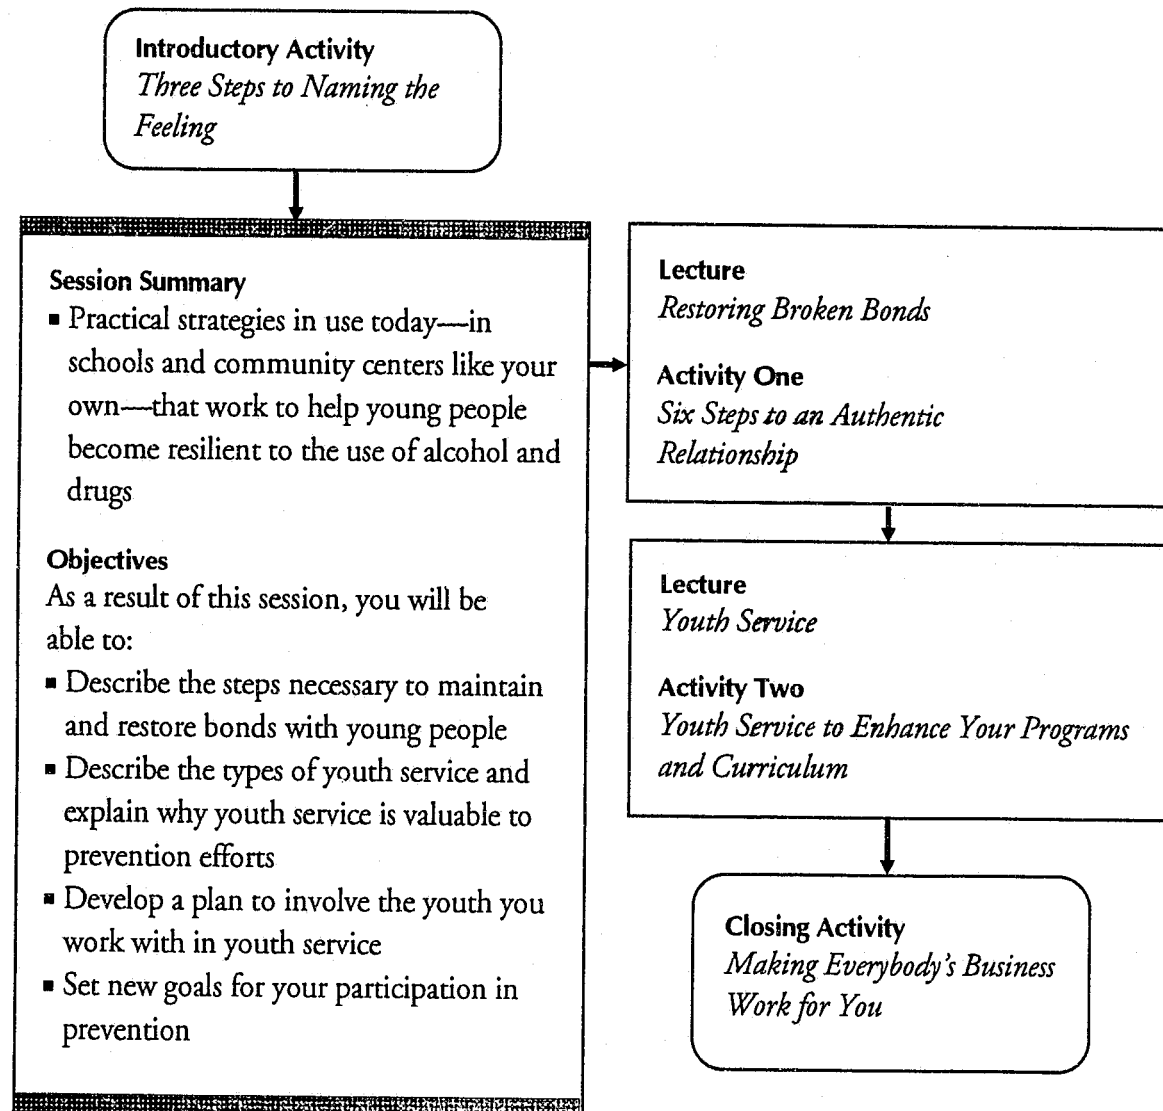 Introductory Activity
Three Steps to Naming the
Feeling
Session Summary
▪ Practical strategies in use today—in
schools and community centers like your
own—that work to help young people
become resilient to the use of alcohol and
drugs
Objectives
As a result of this session, you will be
able to:
▪ Describe the steps necessary to maintain
and restore bonds with young people
▪ Describe the types of youth service and
explain why youth service is valuable to
prevention efforts
▪ Develop a plan to involve the youth you
work with in youth service
▪ Set new goals for your participation in
prevention
Lecture
Restoring Broken Bonds
Activity One
Six Steps to an Authentic
Relationship
Lecture
Youth Service
Activity Two
Youth Service to Enhance Your Programs
and Curriculum
Closing Activity
Making Everybody's Business
Work for You